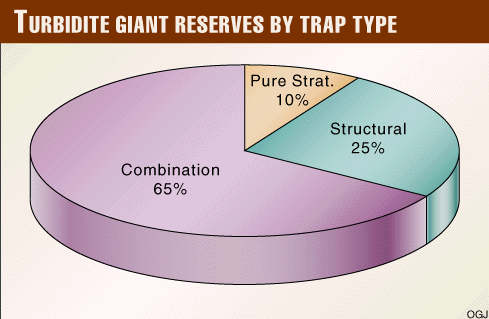 TURBIDITE GIANT RESERVES BY TRAP TYPE
Pure Strat.
10%
Structural
25%
Combination
65%
OGJ